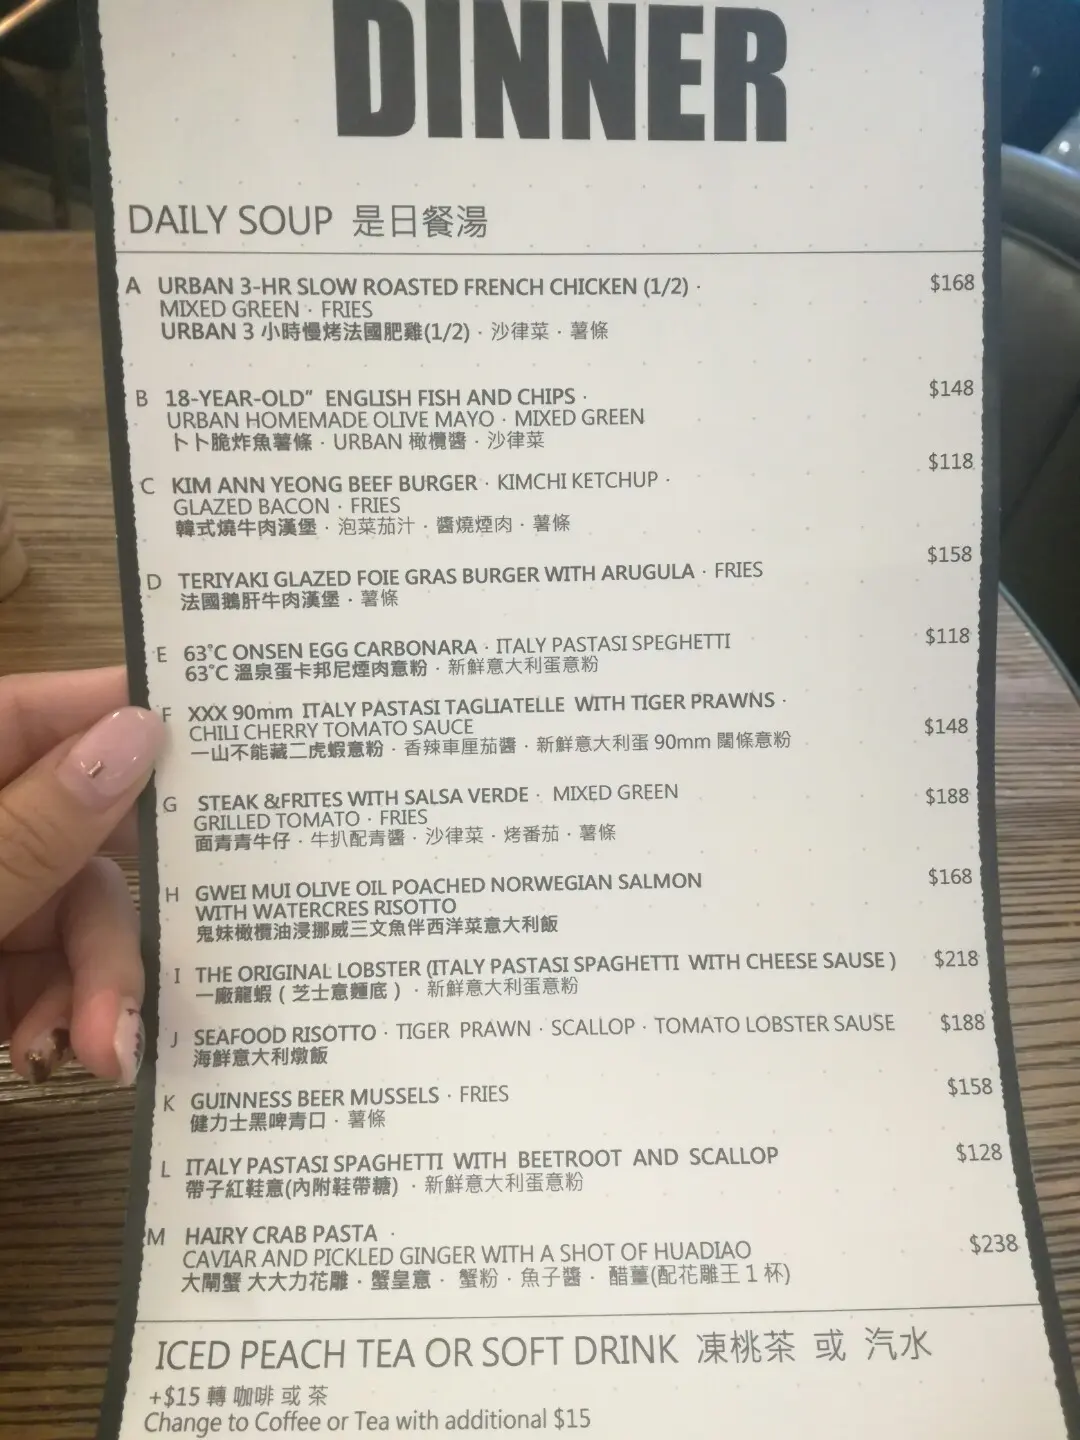 DINNER
DAILY SOUP 是日餐湯
A URBAN 3-HR SLOW ROASTED FRENCH CHICKEN (1/2) · $168
MIXED GREEN · FRIES
URBAN 3 小時慢烤法國肥雞(1/2) · 沙律菜 · 薯條
B 18-YEAR-OLD” ENGLISH FISH AND CHIPS · $148
URBAN HOMEMADE OLIVE MAYO · MIXED GREEN
卜卜脆炸魚薯條 · URBAN 橄欖醬 · 沙律菜
C KIM ANN YEONG BEEF BURGER · KIMCHI KETCHUP · $118
GLAZED BACON · FRIES
韓式燒牛肉漢堡 · 泡菜茄汁 · 醬燒煙肉 · 薯條
D TERIYAKI GLAZED FOIE GRAS BURGER WITH ARUGULA · FRIES $158
法國鵝肝牛肉漢堡 · 薯條
E 63°C ONSEN EGG CARBONARA · ITALY PASTASI SPEGHETTI $118
63°C 溫泉蛋卡邦尼煙肉意粉 · 新鮮意大利蛋意粉
F XXX 90mm ITALY PASTASI TAGLIATELLE WITH TIGER PRAWNS ·
CHILI CHERRY TOMATO SAUCE $148
一山不能藏二虎蝦意粉 · 香辣車厘茄醬 · 新鮮意大利蛋 90mm 闊條意粉
G STEAK &FRITES WITH SALSA VERDE · MIXED GREEN $188
GRILLED TOMATO · FRIES
面青青牛仔 · 牛扒配青醬 · 沙律菜 · 烤番茄 · 薯條
H GWEI MUI OLIVE OIL POACHED NORWEGIAN SALMON $168
WITH WATERCRES RISOTTO
鬼妹橄欖油浸挪威三文魚伴西洋菜意大利飯
I THE ORIGINAL LOBSTER (ITALY PASTASI SPAGHETTI WITH CHEESE SAUSE ) $218
一廠龍蝦 ( 芝士意麵底 ) · 新鮮意大利蛋意粉
J SEAFOOD RISOTTO · TIGER PRAWN · SCALLOP · TOMATO LOBSTER SAUSE $188
海鮮意大利燉飯
K GUINNESS BEER MUSSELS · FRIES $158
健力士黑啤青口 · 薯條
L ITALY PASTASI SPAGHETTI WITH BEETROOT AND SCALLOP $128
帶子紅鞋意(內附鞋帶糖) · 新鮮意大利蛋意粉
M HAIRY CRAB PASTA ·
CAVIAR AND PICKLED GINGER WITH A SHOT OF HUADIAO $238
大閘蟹 大大力花雕 · 蟹皇意 · 蟹粉 · 魚子醬 · 醋薑(配花雕王 1 杯)
ICED PEACH TEA OR SOFT DRINK 凍桃茶 或 汽水
+$15 轉 咖啡 或 茶
Change to Coffee or Tea with additional $15